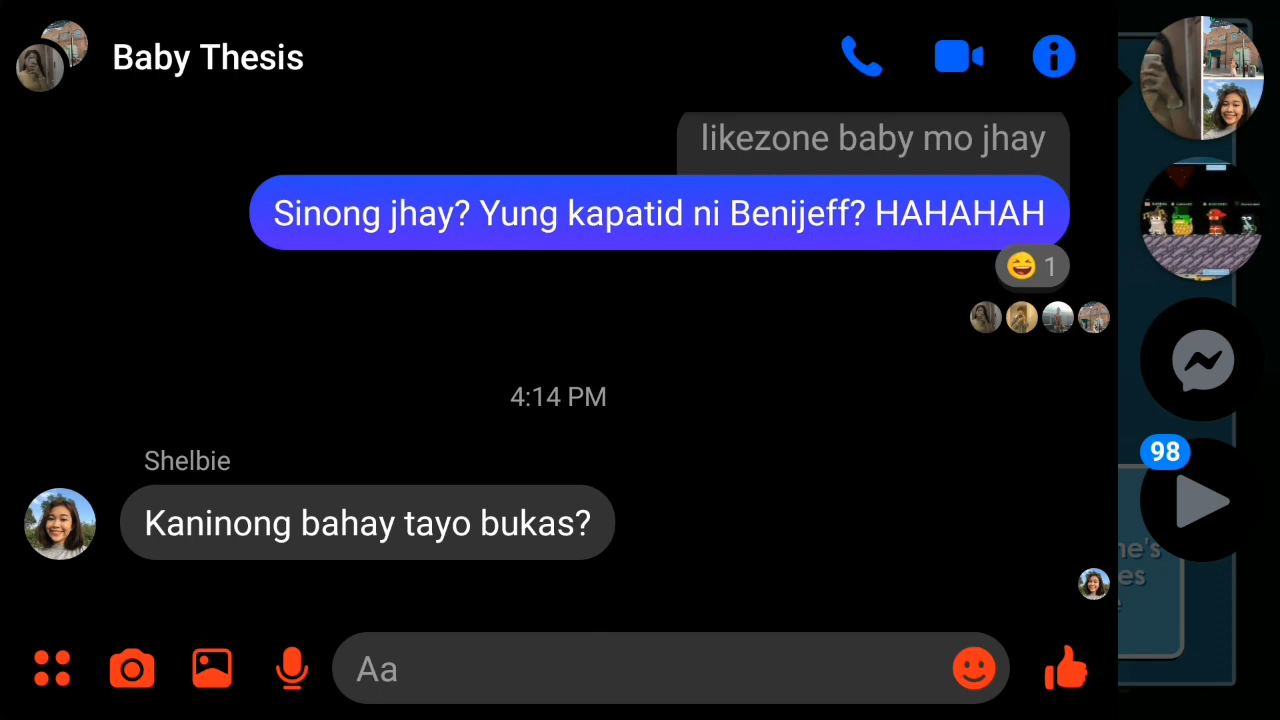 Baby Thesis
likezone baby mo jhay
Sinong jhay? Yung kapatid ni Benijeff? HAHAHAH
1
4:14 PM
Shelbie
Kaninong bahay tayo bukas?
Aa
98